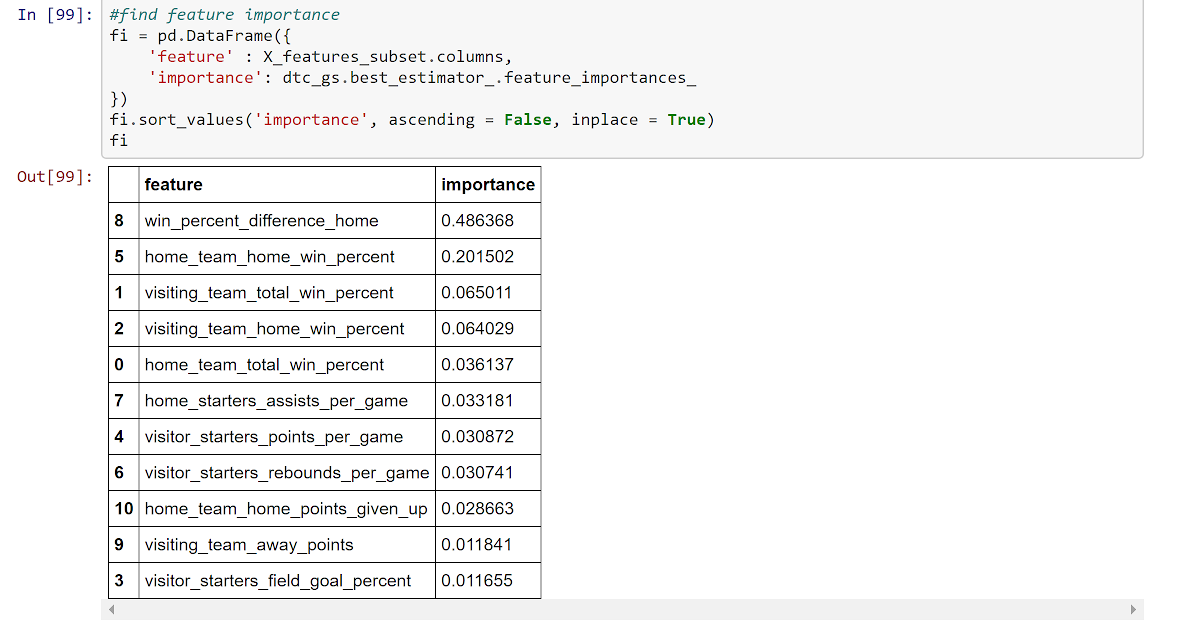 In [99]: #find feature importance
fi = pd.DataFrame({
    'feature' : X_features_subset.columns,
    'importance': dtc_gs.best_estimator_.feature_importances_
})
fi.sort_values('importance', ascending = False, inplace = True)
fi
Out[99]:
feature importance
8 win_percent_difference_home 0.486368
5 home_team_home_win_percent 0.201502
1 visiting_team_total_win_percent 0.065011
2 visiting_team_home_win_percent 0.064029
0 home_team_total_win_percent 0.036137
7 home_starters_assists_per_game 0.033181
4 visitor_starters_points_per_game 0.030872
6 visitor_starters_rebounds_per_game 0.030741
10 home_team_home_points_given_up 0.028663
9 visiting_team_away_points 0.011841
3 visitor_starters_field_goal_percent 0.011655